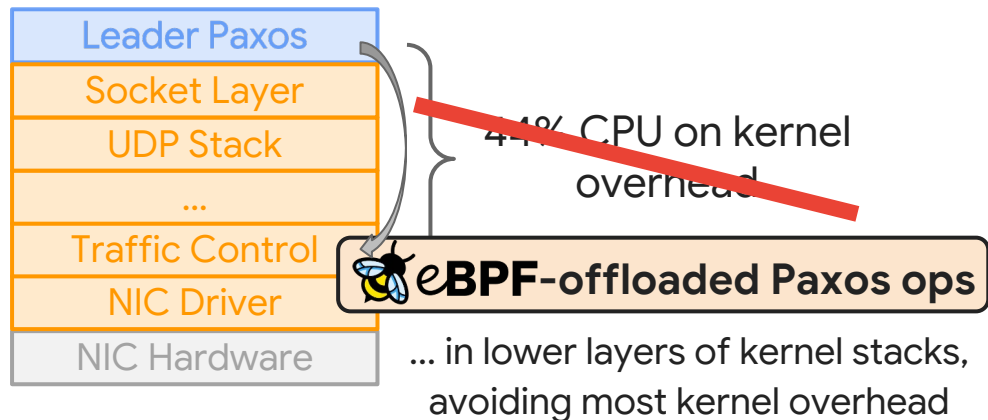 Leader Paxos
Socket Layer
UDP Stack
...
Traffic Control
NIC Driver
NIC Hardware
44% CPU on kernel
overhead
eBPF-offloaded Paxos ops
... in lower layers of kernel stacks,
avoiding most kernel overhead